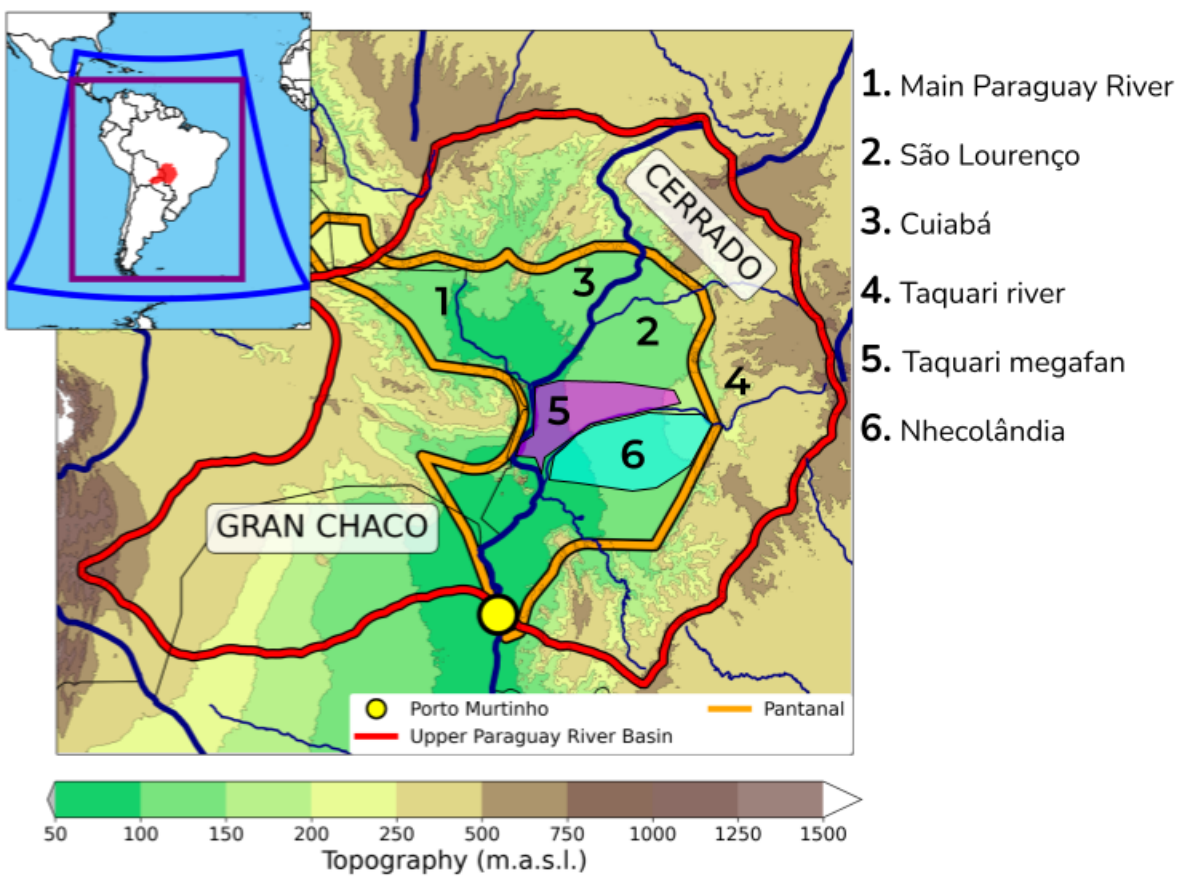 1. Main Paraguay River
2. São Lourenço
3. Cuiabá
4. Taquari river
5. Taquari megafan
6. Nhecolândia
CERRADO
3
1
2
4
5
6
GRAN CHACO
Porto Murtinho
Pantanal
Upper Paraguay River Basin
50 100 150 200 250 500 750 1000 1250 1500
Topography (m.a.s.l.)